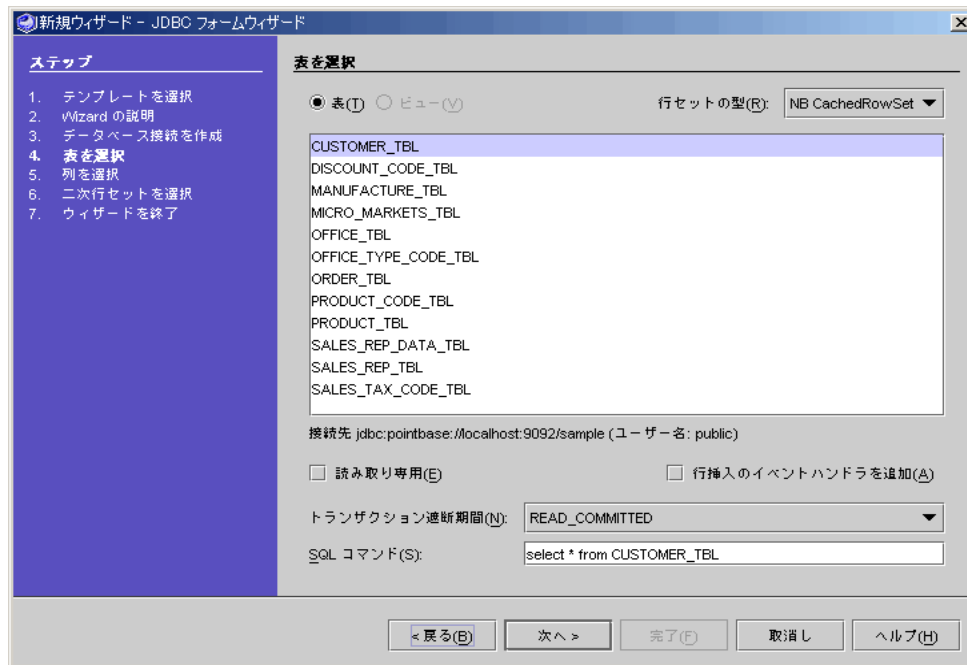 新規ウィザード - JDBC フォームウィザード
ステップ
1. テンプレートを選択
2. Wizard の説明
3. データベース接続を作成
4. 表を選択
5. 列を選択
6. 二次行セットを選択
7. ウィザードを終了
表を選択
表(T) ビュー(V) 行セットの型(R): NB CachedRowSet
CUSTOMER_TBL
DISCOUNT_CODE_TBL
MANUFACTURE_TBL
MICRO_MARKETS_TBL
OFFICE_TBL
OFFICE_TYPE_CODE_TBL
ORDER_TBL
PRODUCT_CODE_TBL
PRODUCT_TBL
SALES_REP_DATA_TBL
SALES_REP_TBL
SALES_TAX_CODE_TBL
接続先 jdbc:pointbase://localhost:9092/sample (ユーザー名: public)
読み取り専用(E) 行挿入のイベントハンドラを追加(A)
トランザクション遮断期間(N): READ_COMMITTED
SQL コマンド(S): select * from CUSTOMER_TBL
< 戻る(B) 次へ > 完了(F) 取消し ヘルプ(H)